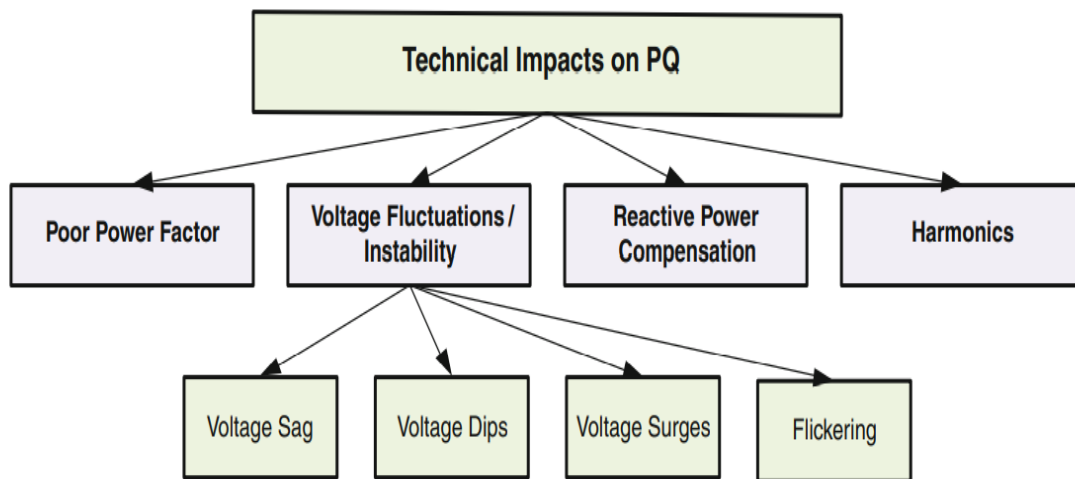 Technical Impacts on PQ
Poor Power Factor
Voltage Fluctuations /
Instability
Reactive Power
Compensation
Harmonics
Voltage Sag
Voltage Dips
Voltage Surges
Flickering